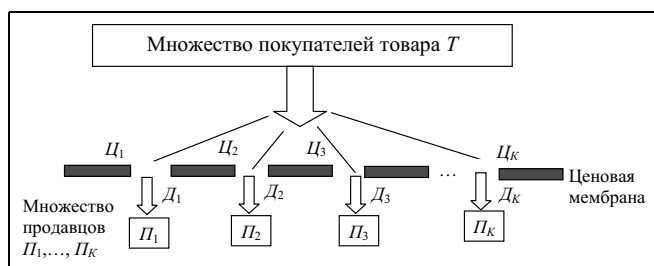 Множество покупателей товара Т
Ц1 Ц2 Ц3 ЦK
... Ценовая
мембрана
Д1 Д2 Д3 ДK
Множество
продавцов
П1,..., ПK
П1 П2 П3 ПK